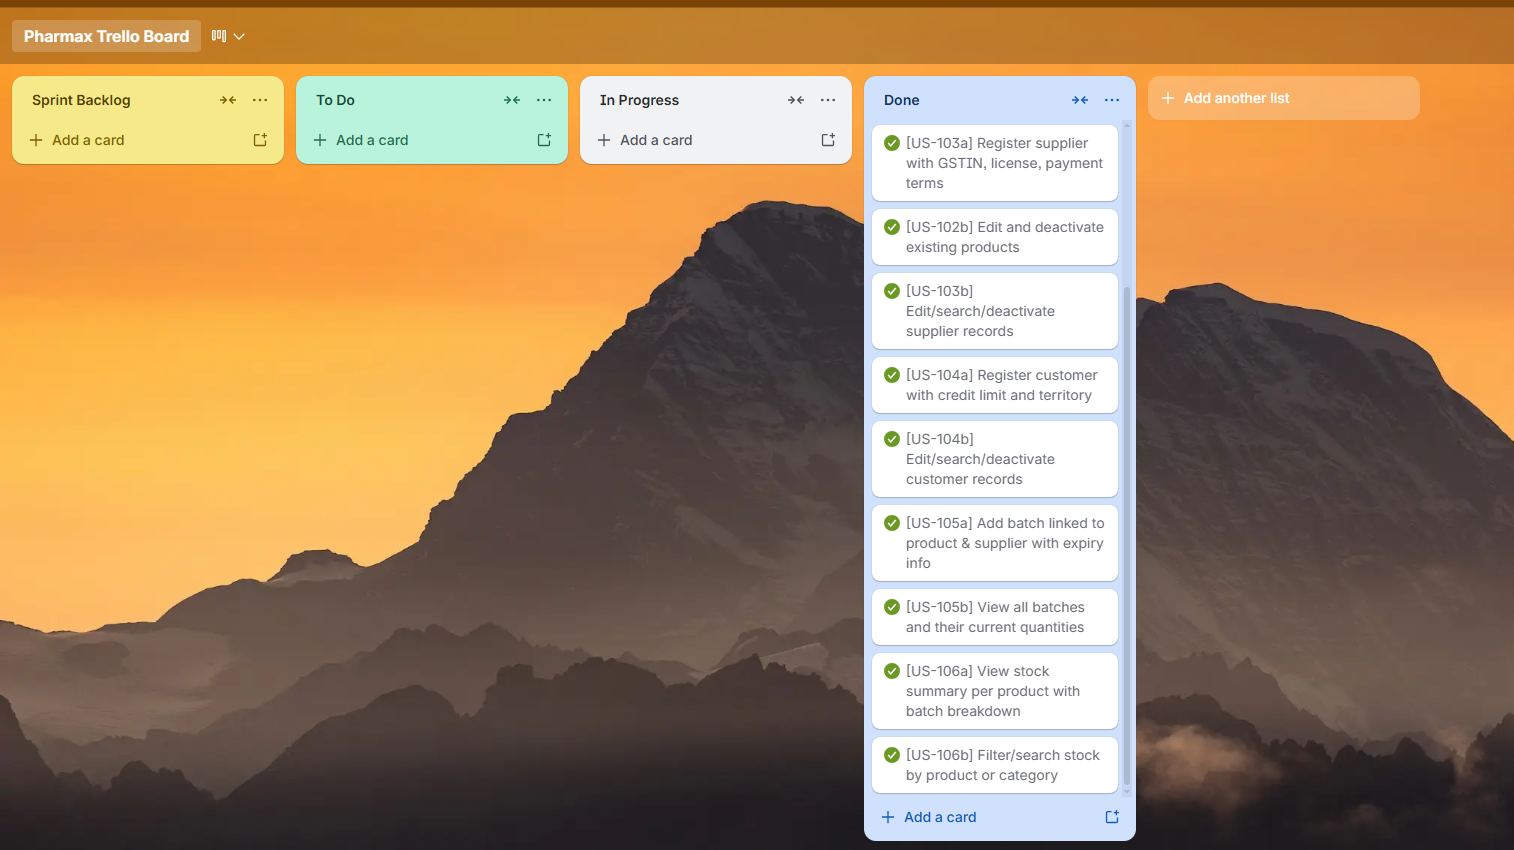 Pharmax Trello Board
Sprint Backlog
Add a card
To Do
Add a card
In Progress
Add a card
Done
[US-103a] Register supplier
with GSTIN, license, payment
terms
[US-102b] Edit and deactivate
existing products
[US-103b]
Edit/search/deactivate
supplier records
[US-104a] Register customer
with credit limit and territory
[US-104b]
Edit/search/deactivate
customer records
[US-105a] Add batch linked to
product & supplier with expiry
info
[US-105b] View all batches
and their current quantities
[US-106a] View stock
summary per product with
batch breakdown
[US-106b] Filter/search stock
by product or category
Add a card
Add another list